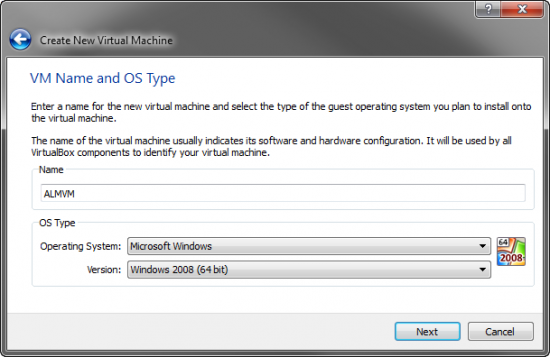 ?
Create New Virtual Machine
VM Name and OS Type
Enter a name for the new virtual machine and select the type of the guest operating system you plan to install onto
the virtual machine.
The name of the virtual machine usually indicates its software and hardware configuration. It will be used by all
VirtualBox components to identify your virtual machine.
Name
ALMVM
OS Type
Operating System: Microsoft Windows
64
Version: Windows 2008 (64 bit)
2008
Next Cancel